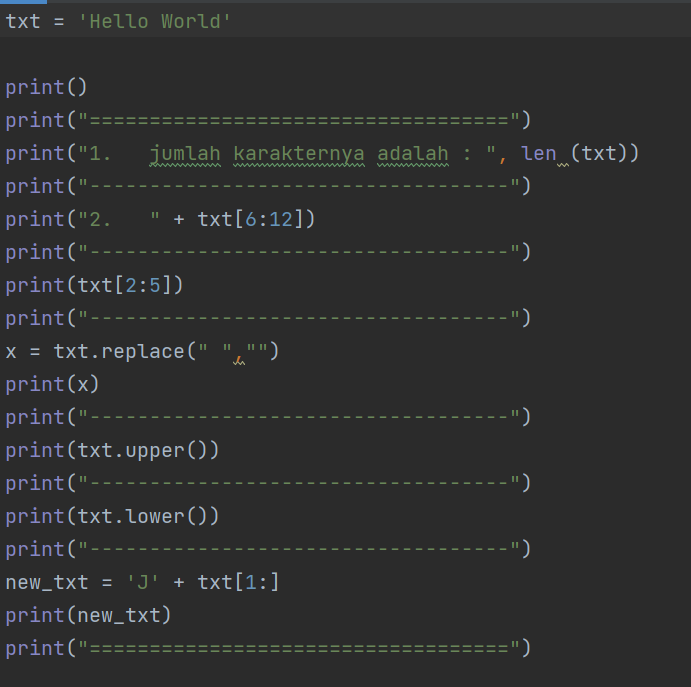 txt = 'Hello World'
print()
print("===================================")
print("1.   jumlah karakternya adalah : ", len (txt))
print("-----------------------------------")
print("2.   " + txt[6:12])
print("-----------------------------------")
print(txt[2:5])
print("-----------------------------------")
x = txt.replace(" ","")
print(x)
print("-----------------------------------")
print(txt.upper())
print("-----------------------------------")
print(txt.lower())
print("-----------------------------------")
new_txt = 'J' + txt[1:]
print(new_txt)
print("===================================")